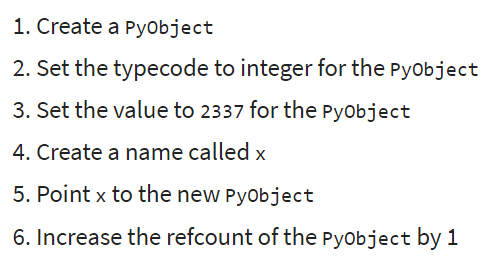 1. Create a PyObject
2. Set the typecode to integer for the PyObject
3. Set the value to 2337 for the PyObject
4. Create a name called x
5. Point x to the new PyObject
6. Increase the refcount of the PyObject by 1